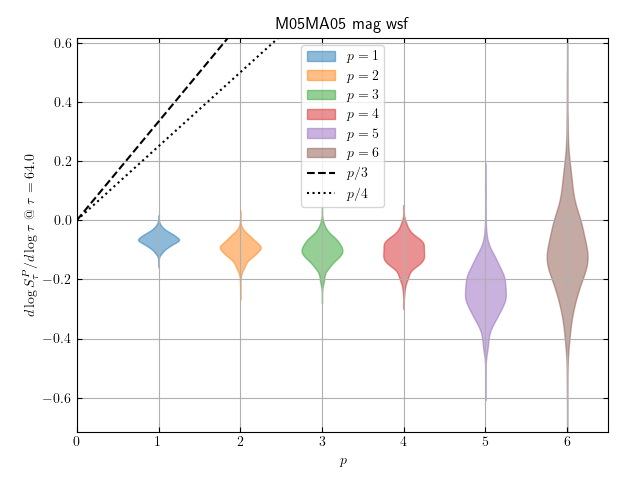 M05MA05 mag wsf
d log S_τ^P / d log τ @ τ = 64.0
0.6
0.4
0.2
0.0
−0.2
−0.4
−0.6
p = 1
p = 2
p = 3
p = 4
p = 5
p = 6
p/3
p/4
0 1 2 3 4 5 6
p